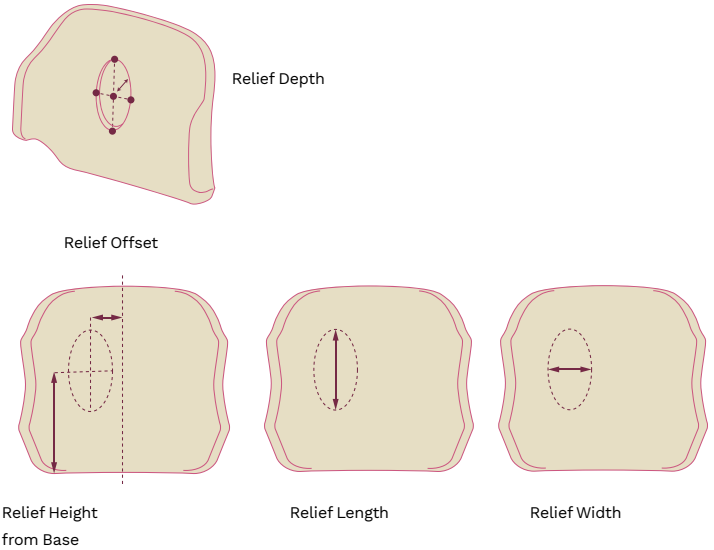 Relief Depth
Relief Offset
Relief Height
from Base
Relief Length
Relief Width